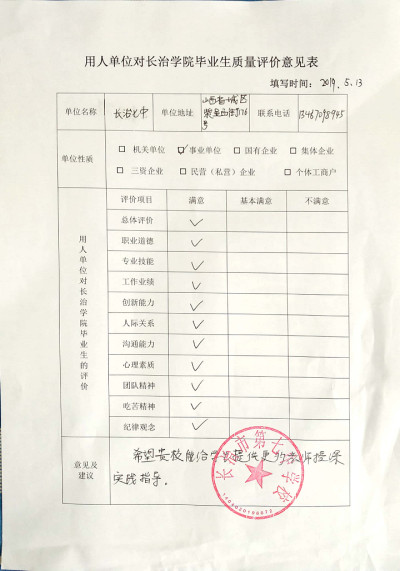 用人单位对长治学院毕业生质量评价意见表
填写时间: 2019.5.13
单位名称 长治七中 单位地址 联系电话
单位性质
□ 机关单位 ☑ 事业单位 □ 国有企业 □ 集体企业
□ 三资企业 □ 民营（私营）企业 □ 个体工商户
用人单位对长治学院毕业生的评价
评价项目 满意 基本满意 不满意
总体评价 ✓
职业道德 ✓
专业技能 ✓
工作业绩 ✓
创新能力 ✓
人际关系 ✓
沟通能力 ✓
心理素质 ✓
团队精神 ✓
吃苦精神 ✓
纪律观念 ✓
意见及建议
希望贵校能给学生提供更多教师授课
实践指导.
长治市第七中学校